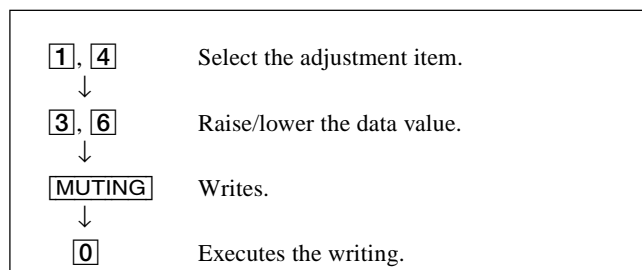 1, 4 Select the adjustment item.
↓
3, 6 Raise/lower the data value.
↓
MUTING Writes.
↓
0 Executes the writing.